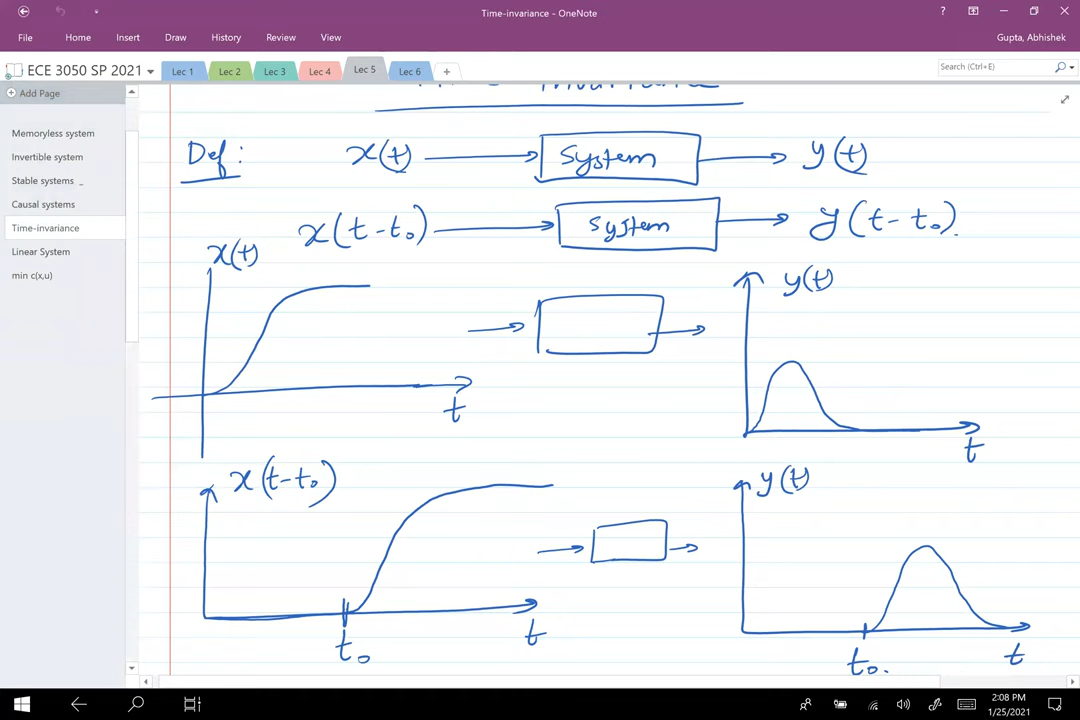 Time-invariance - OneNote
?
File Home Insert Draw History Review View
Gupta, Abhishek
ECE 3050 SP 2021
Lec 1 Lec 2 Lec 3 Lec 4 Lec 5 Lec 6 +
Search (Ctrl+E)
Add Page
Memoryless system
Invertible system
Stable systems _
Causal systems
Time-invariance
Linear System
min c(x,u)
invariance
Def: x(t) System y(t)
x(t-t₀) System y(t-t₀).
x(t)
y(t)
t
t
x(t-t₀)
y(t)
t₀
t
t₀.
t
2:08 PM
1/25/2021